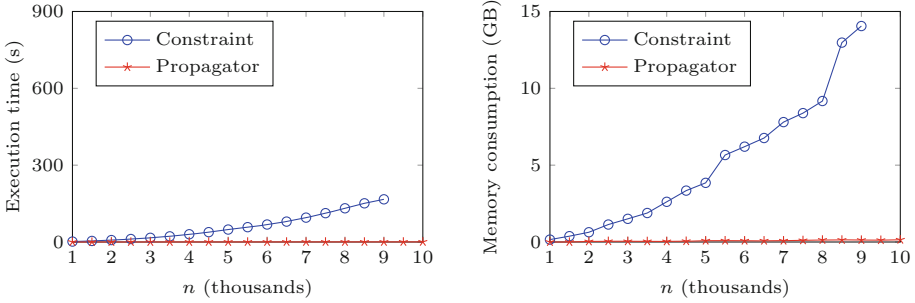 Execution time (s)
900
600
300
0
1 2 3 4 5 6 7 8 9 10
n (thousands)
Constraint
Propagator
Memory consumption (GB)
15
10
5
0
1 2 3 4 5 6 7 8 9 10
n (thousands)
Constraint
Propagator